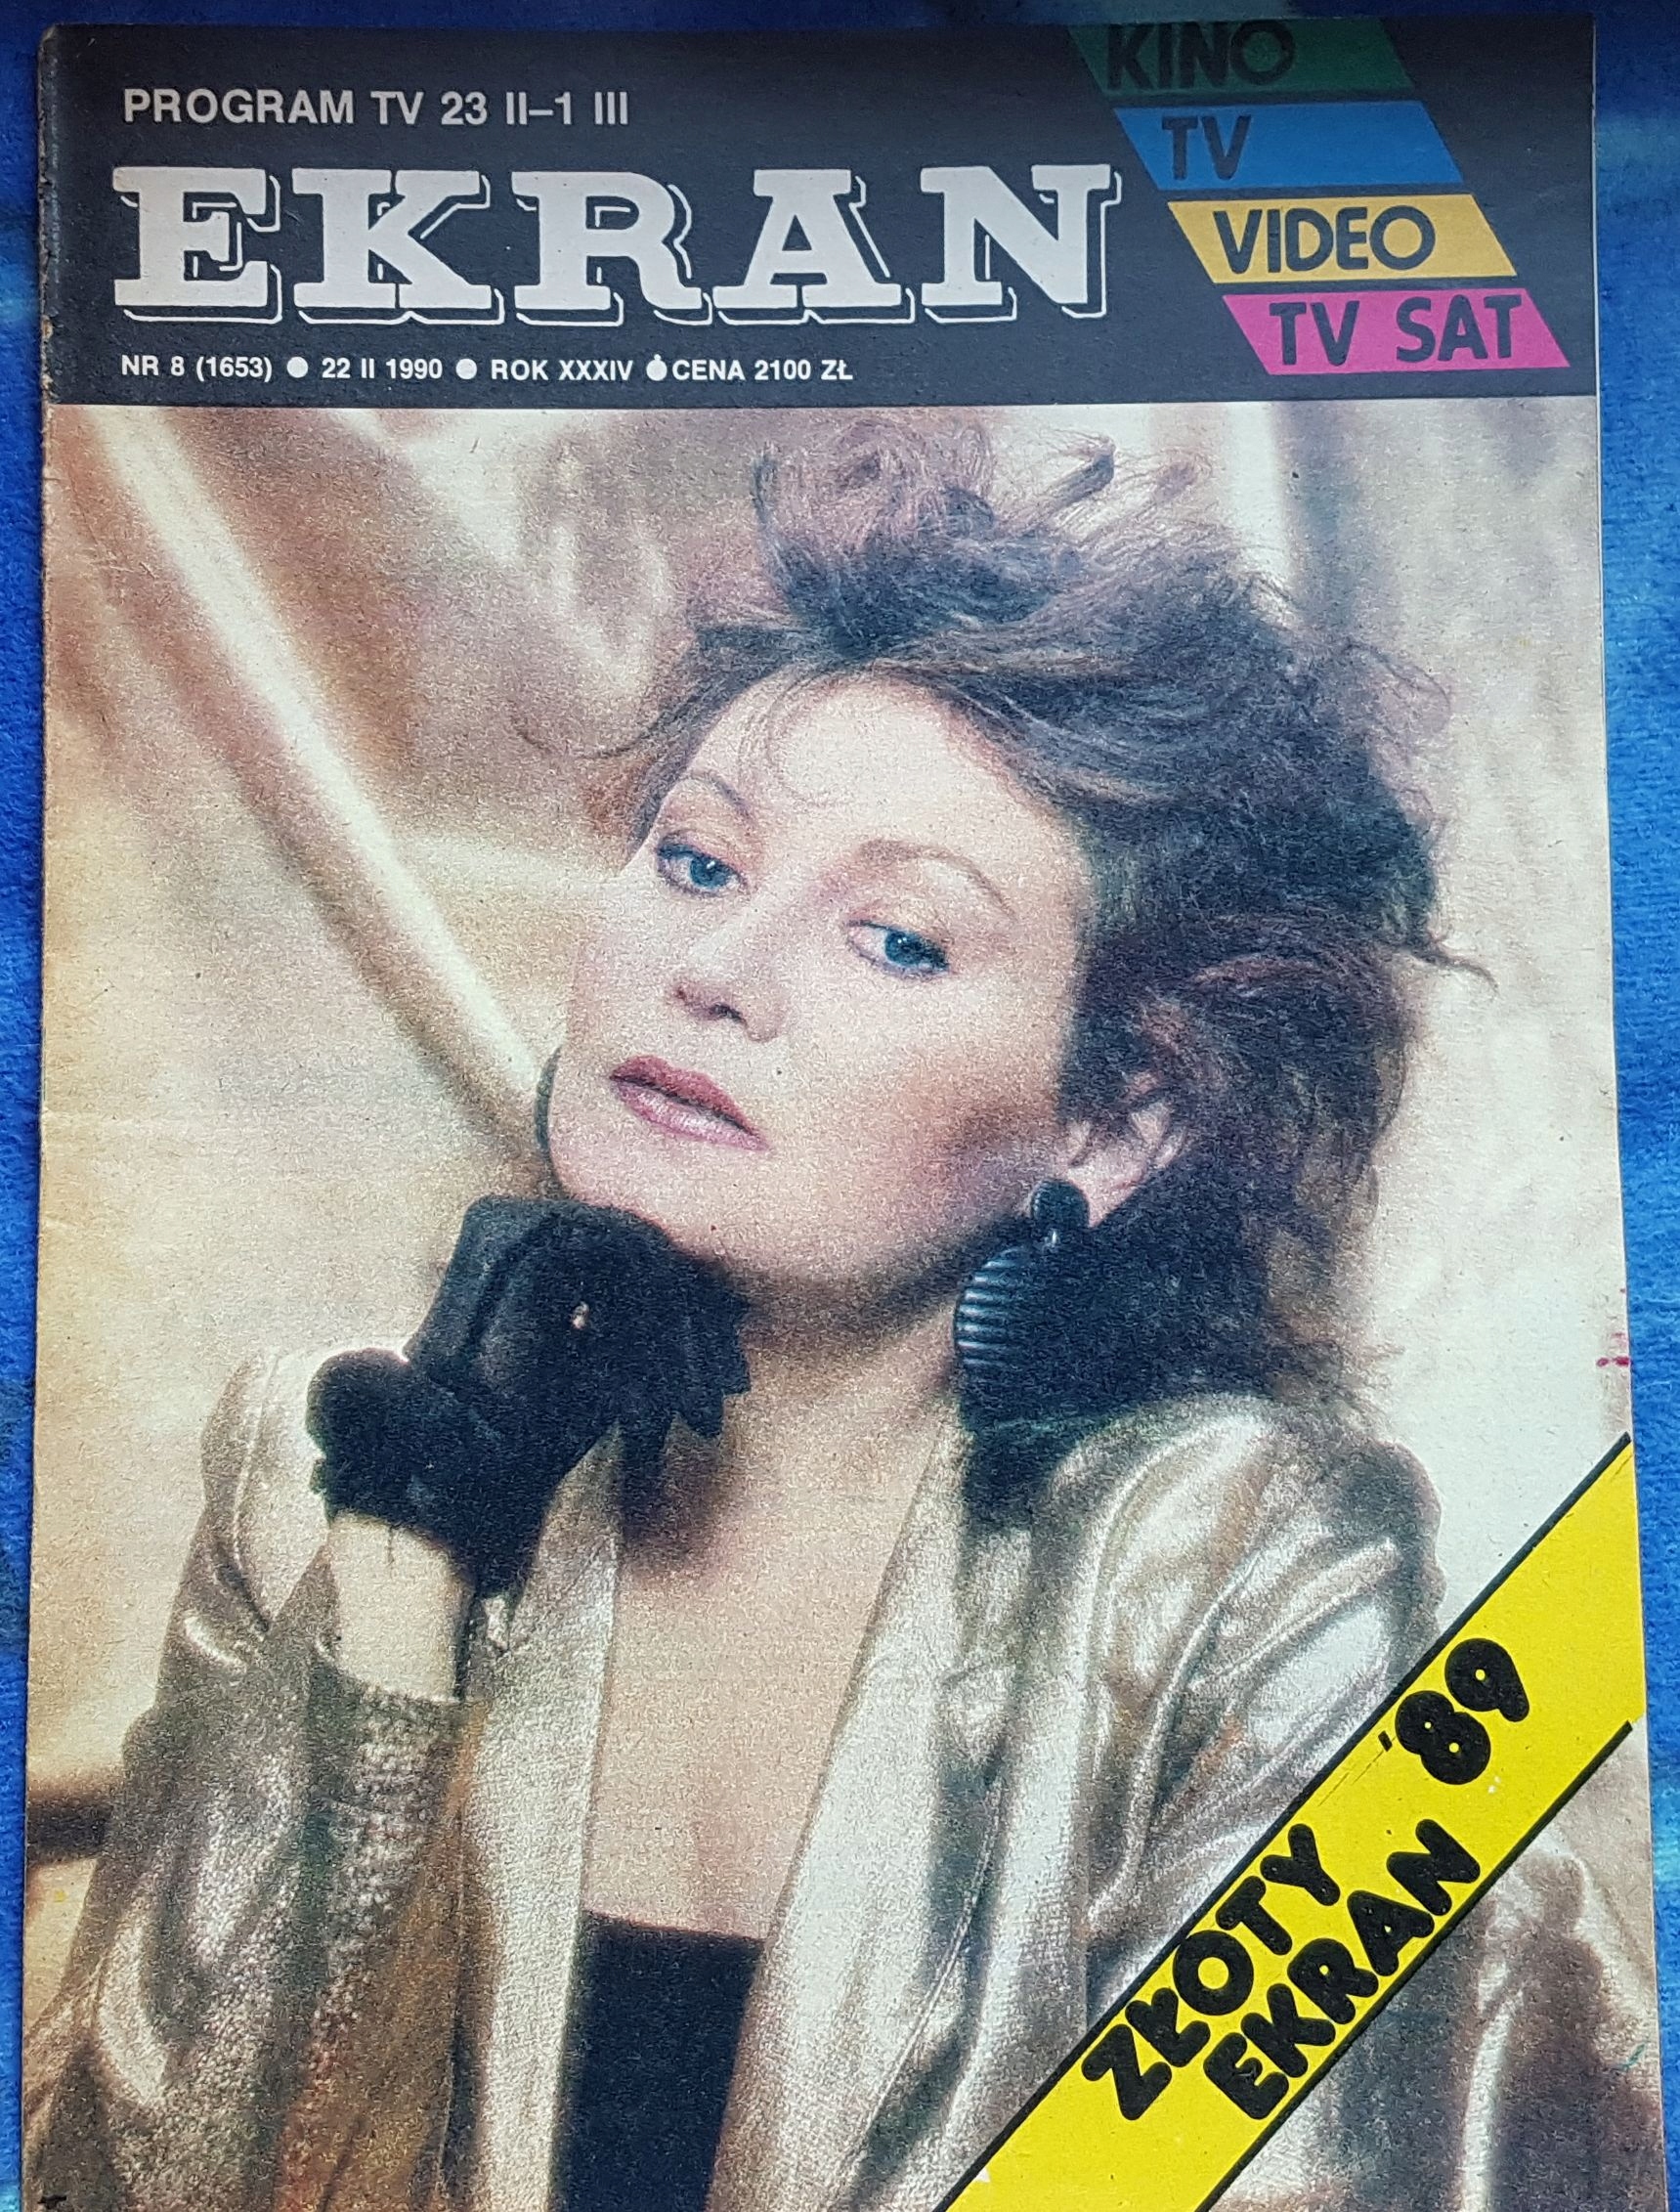 KINO
PROGRAM TV 23 II–1 III
TV
EKRAN
VIDEO
TV SAT
NR 8 (1653) ● 22 II 1990 ● ROK XXXIV ● CENA 2100 ZŁ
ZŁOTY
EKRAN '89